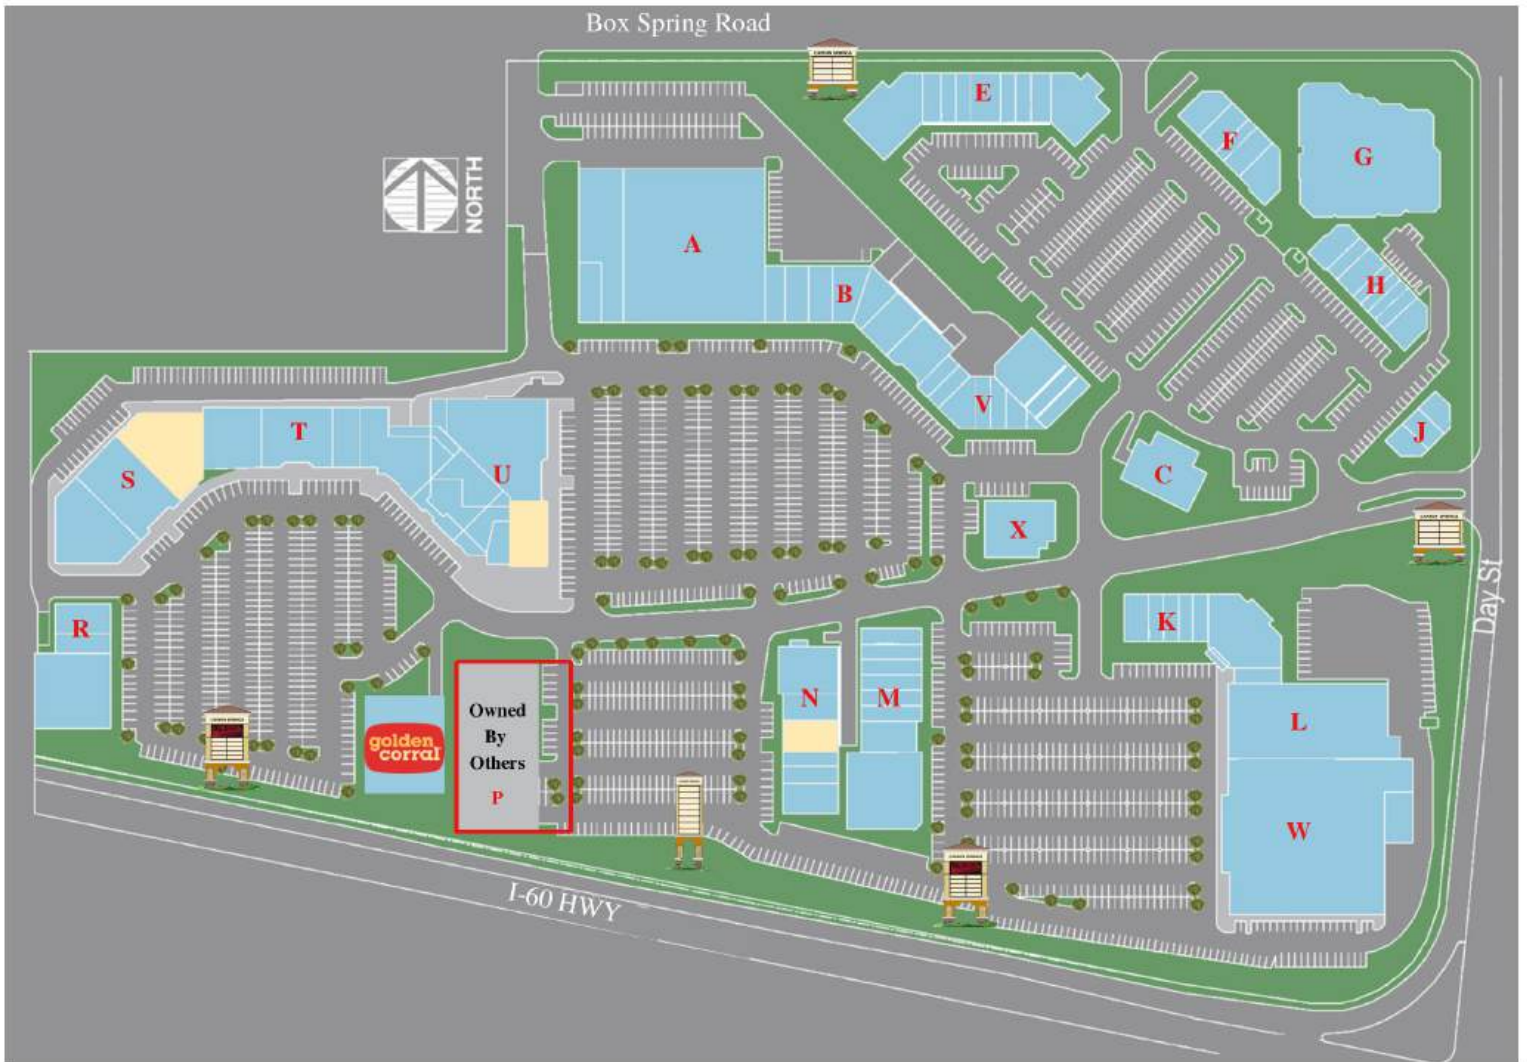 Box Spring Road
E
F
G
NORTH
A
B
H
V
J
T
S
U
C
X
Day St
R
K
N
M
L
golden
corral
Owned
By
Others
P
W
I-60 HWY